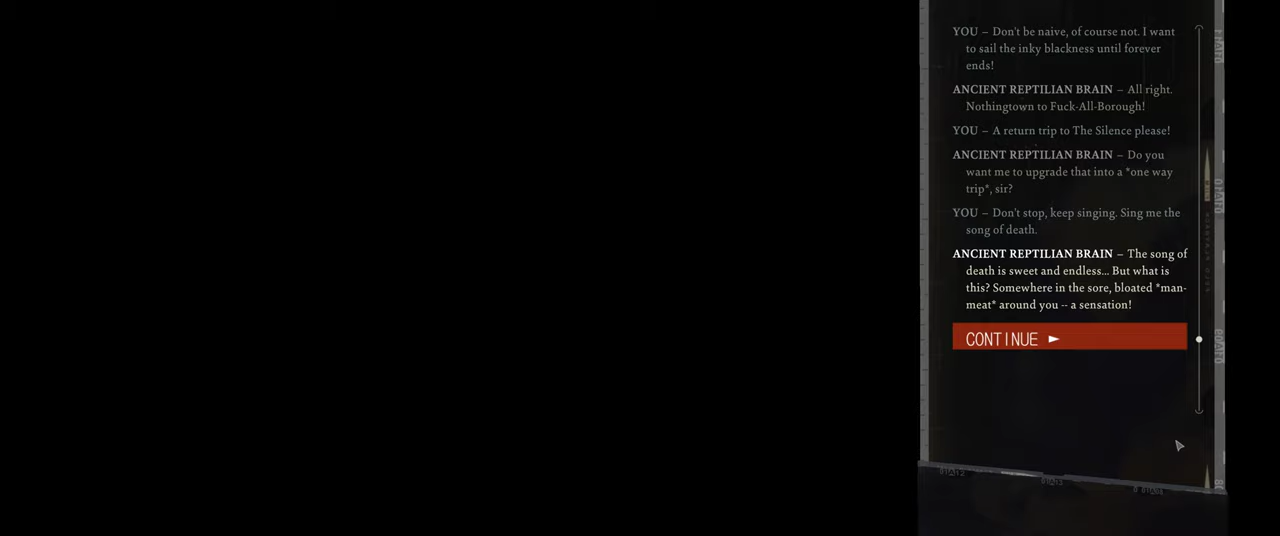 YOU – Don't be naive, of course not. I want
to sail the inky blackness until forever
ends!
ANCIENT REPTILIAN BRAIN – All right.
Nothingtown to Fuck-All-Borough!
YOU – A return trip to The Silence please!
ANCIENT REPTILIAN BRAIN – Do you
want me to upgrade that into a *one way
trip*, sir?
YOU – Don't stop, keep singing. Sing me the
song of death.
ANCIENT REPTILIAN BRAIN – The song of
death is sweet and endless... But what is
this? Somewhere in the sore, bloated *man-
meat* around you -- a sensation!
CONTINUE ►